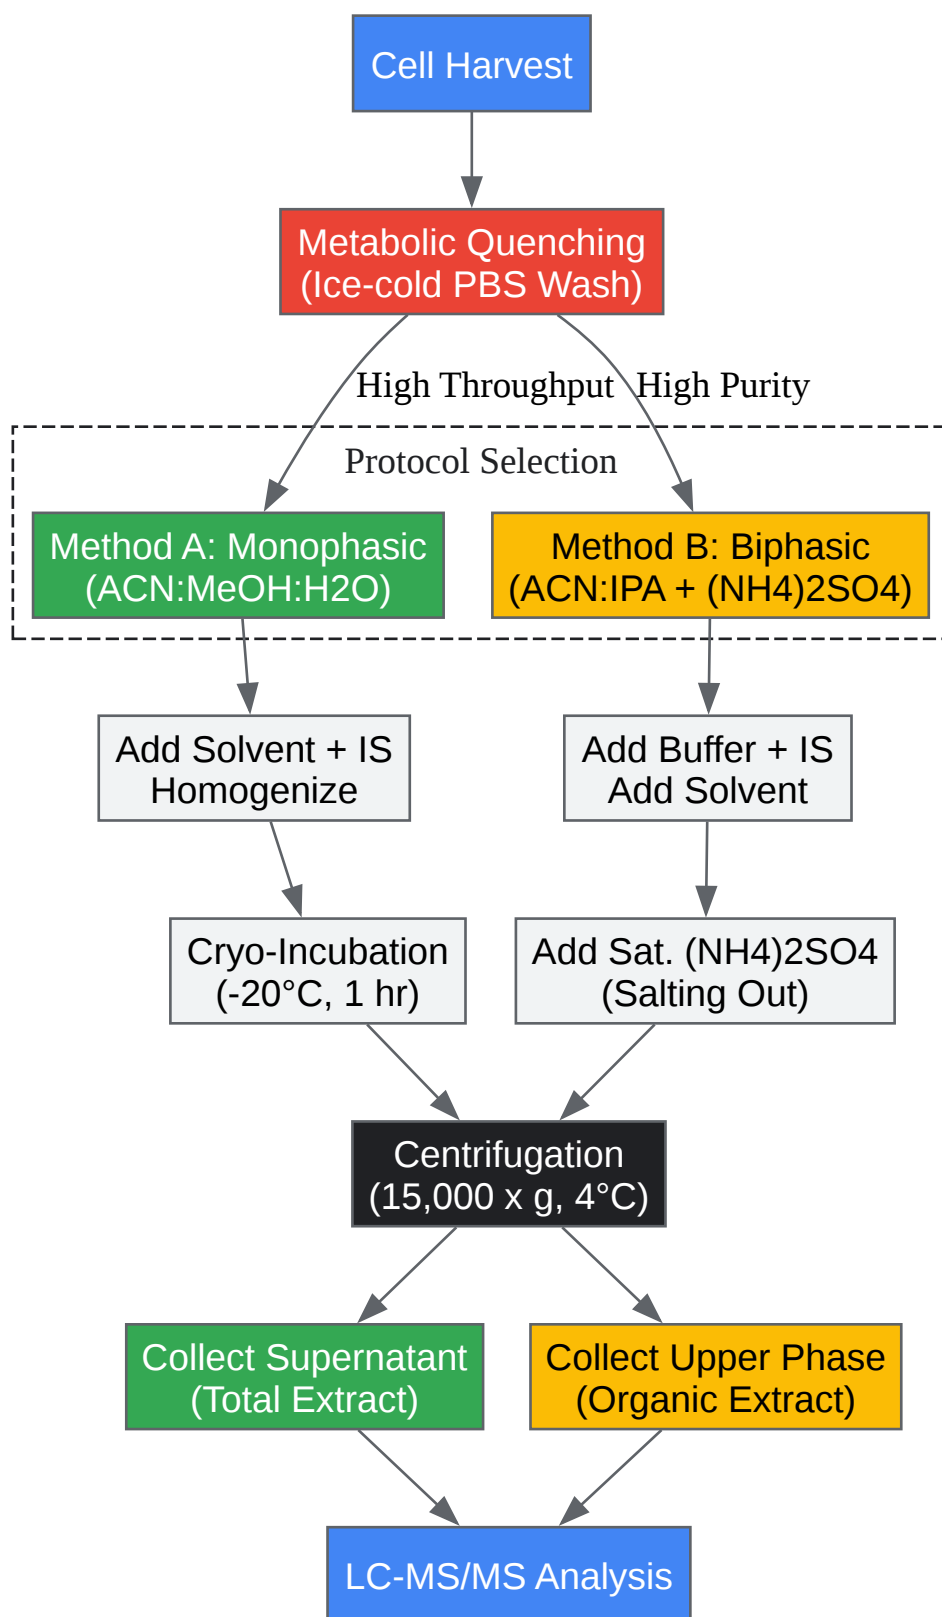 Cell Harvest
Metabolic Quenching
(Ice-cold PBS Wash)
High Throughput
High Purity
Protocol Selection
Method A: Monophasic
(ACN:MeOH:H2O)
Method B: Biphasic
(ACN:IPA + (NH4)2SO4)
Add Solvent + IS
Homogenize
Add Buffer + IS
Add Solvent
Cryo-Incubation
(-20°C, 1 hr)
Add Sat. (NH4)2SO4
(Salting Out)
Centrifugation
(15,000 x g, 4°C)
Collect Supernatant
(Total Extract)
Collect Upper Phase
(Organic Extract)
LC-MS/MS Analysis